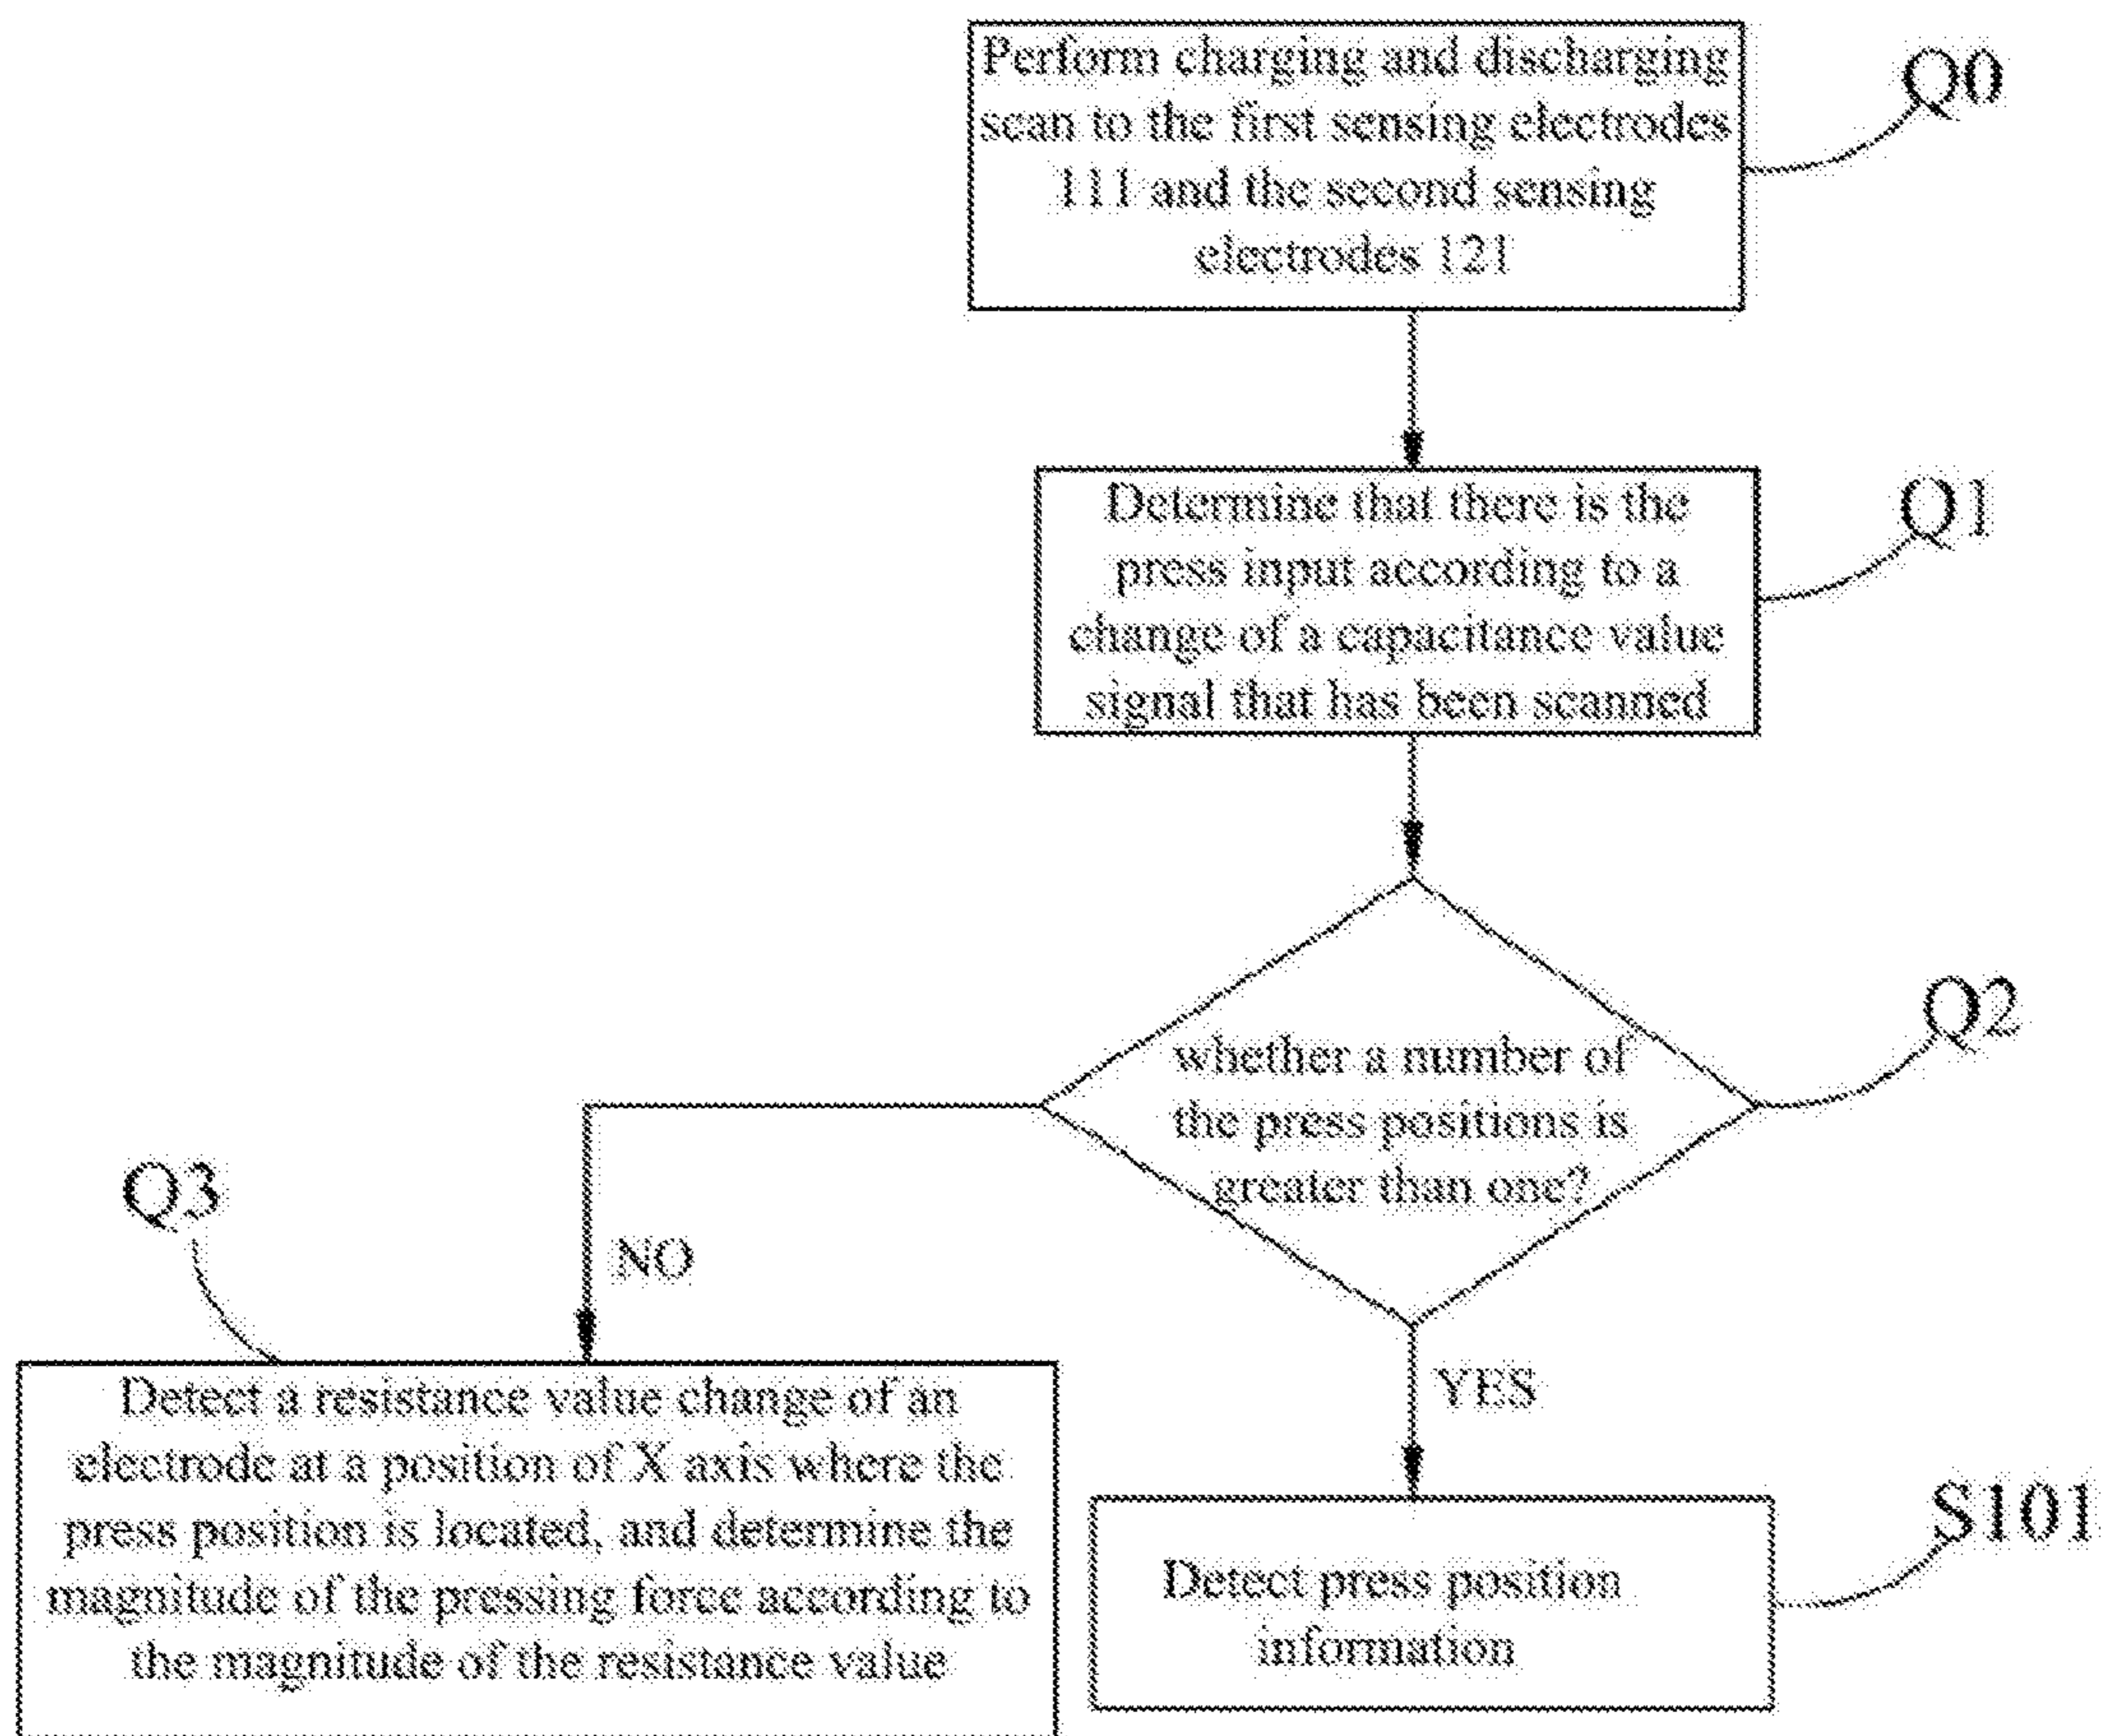 Perform charging and discharging
scan to the first sensing electrodes
111 and the second sensing
electrodes 121
Q0
Determine that there is the
press input according to a
change of a capacitance value
signal that has been scanned
Q1
whether a number of
the press positions is
greater than one?
Q2
NO
YES
Q3
Detect a resistance value change of an
electrode at a position of X axis where the
press position is located, and determine the
magnitude of the pressing force according to
the magnitude of the resistance value
Detect press position
information
S101